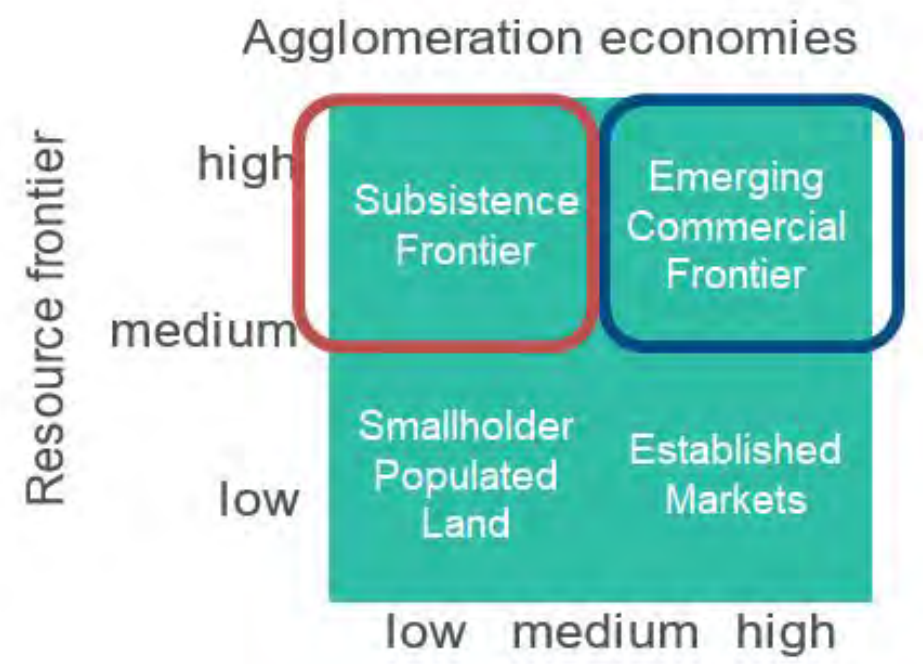 Agglomeration economies
Resource frontier
high
medium
low
Subsistence
Frontier
Emerging
Commercial
Frontier
Smallholder
Populated
Land
Established
Markets
low medium high